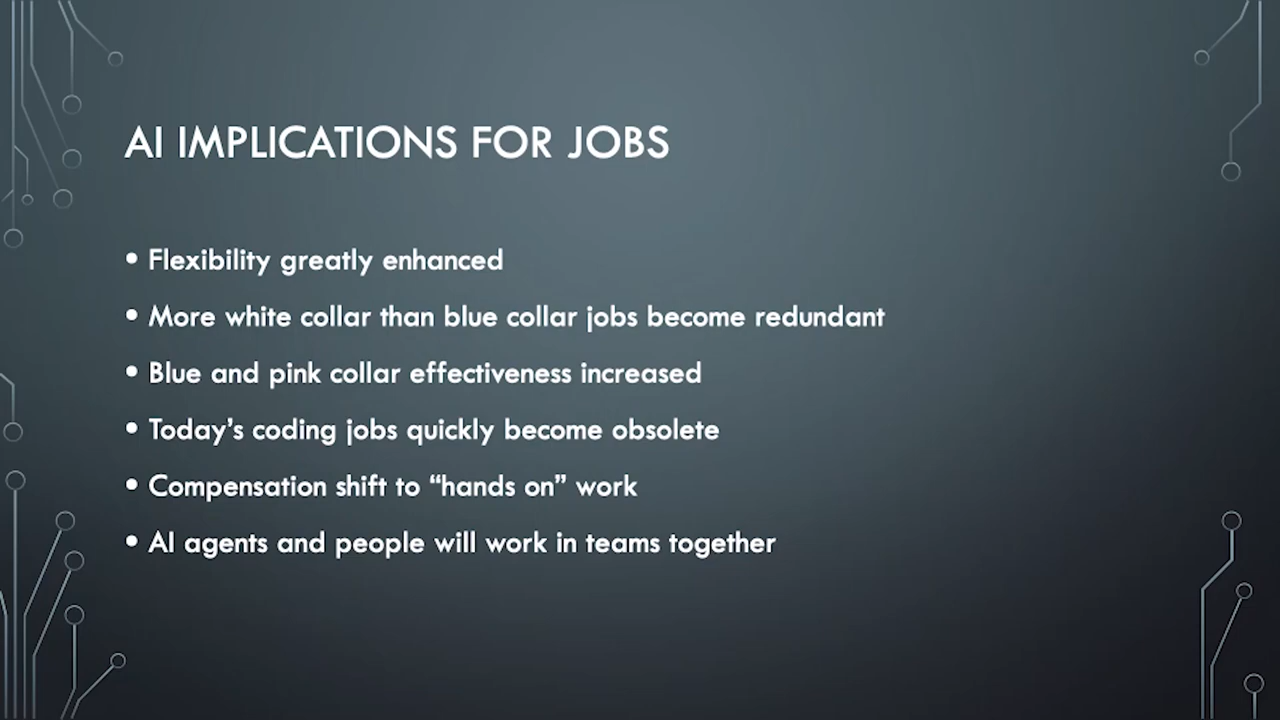 AI IMPLICATIONS FOR JOBS
• Flexibility greatly enhanced
• More white collar than blue collar jobs become redundant
• Blue and pink collar effectiveness increased
• Today’s coding jobs quickly become obsolete
• Compensation shift to “hands on” work
• AI agents and people will work in teams together